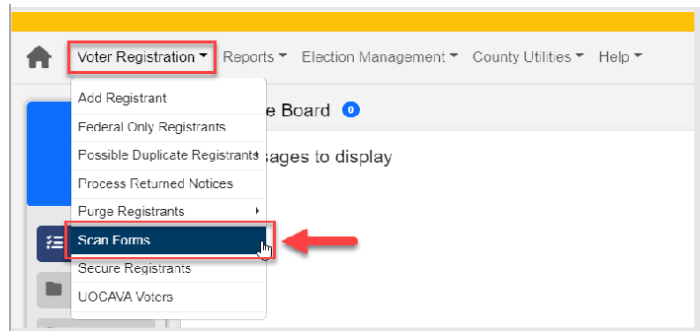 Voter Registration Reports Election Management County Utilities Help
Add Registrant
e Board 0
Federal Only Registrants
Possible Duplicate Registrants
sages to display
Process Returned Notices
Purge Registrants
Scan Forms
Secure Registrants
UOCAVA Voters